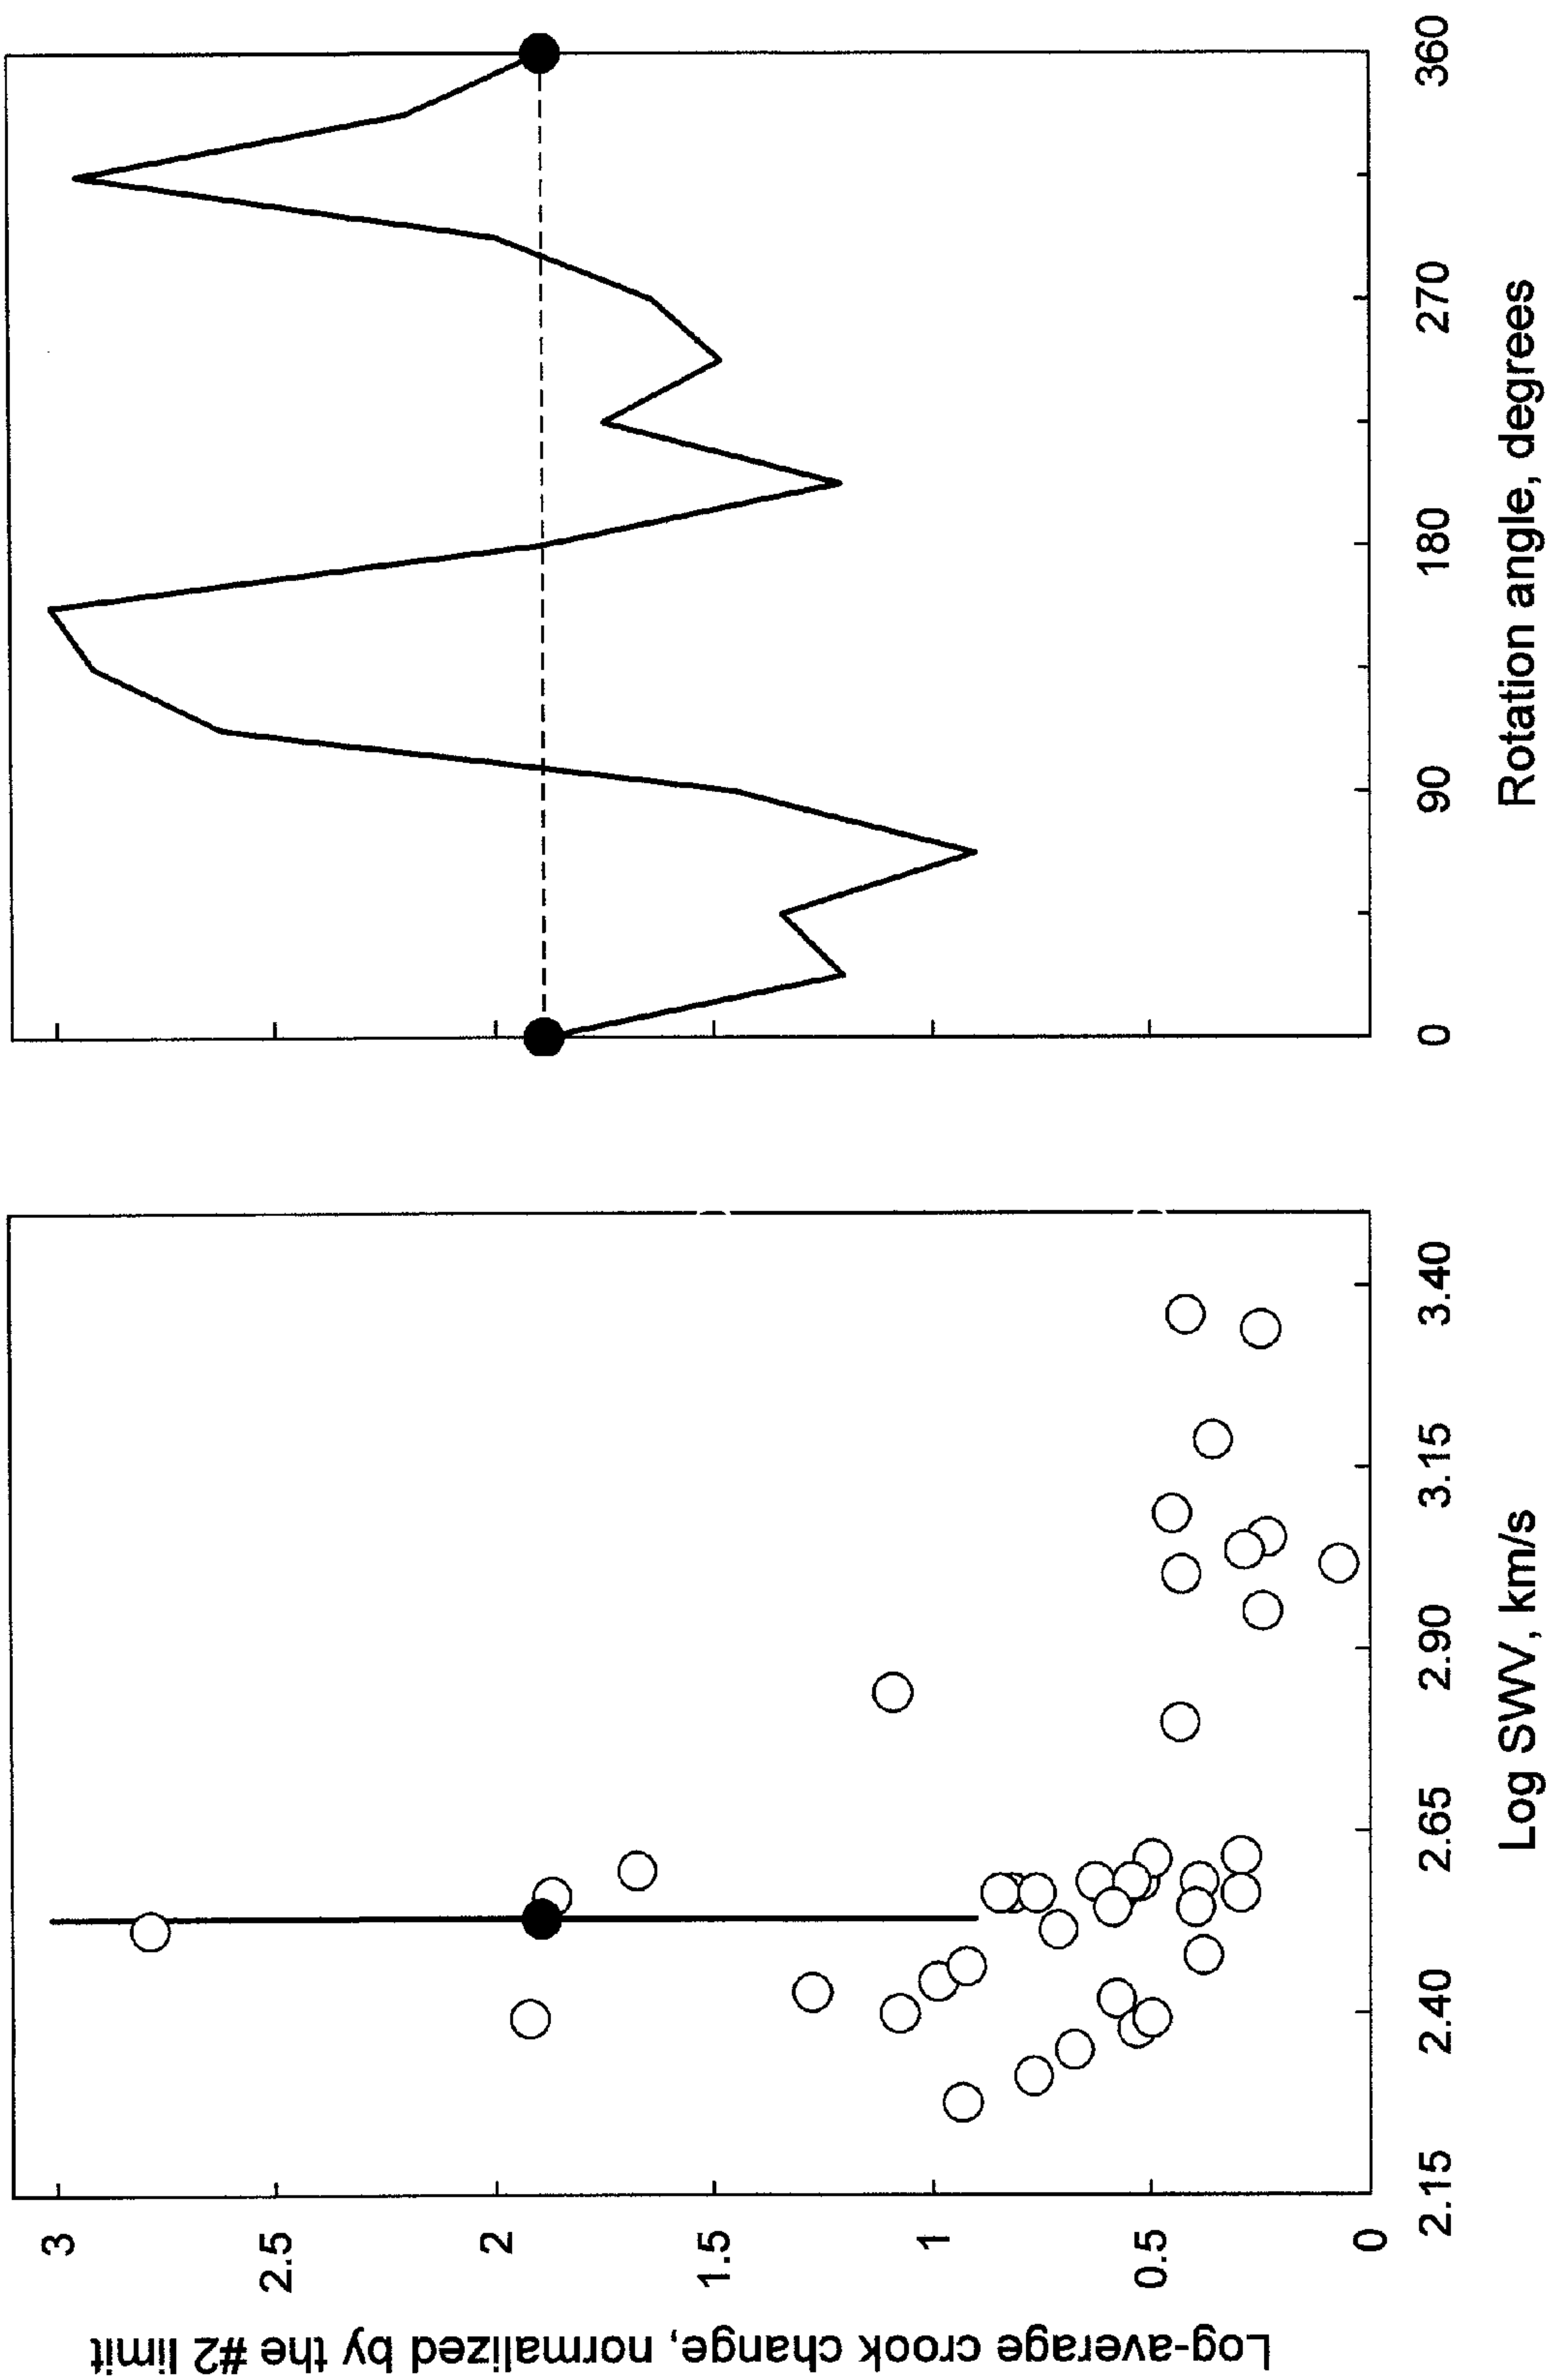 Log-average crook change, normalized by the #2 limit
3
2.5
2
1.5
1
0.5
0
2.15 2.40 2.65 2.90 3.15 3.40
Log SWV, km/s
0 90 180 270 360
Rotation angle, degrees